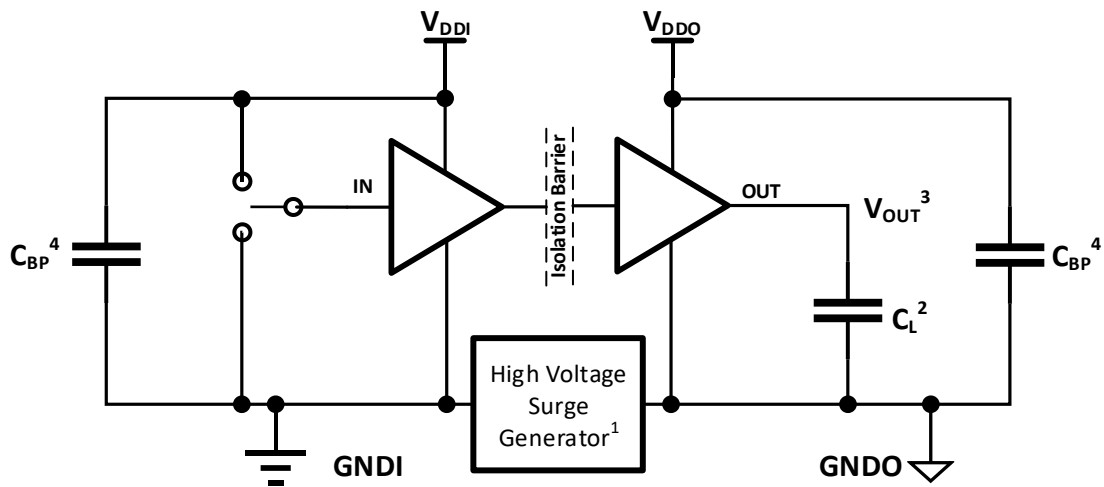 VDDI
VDDO
IN
Isolation Barrier
OUT
VOUT3
CBP4
CL2
CBP4
High Voltage
Surge
Generator1
GNDI
GNDO